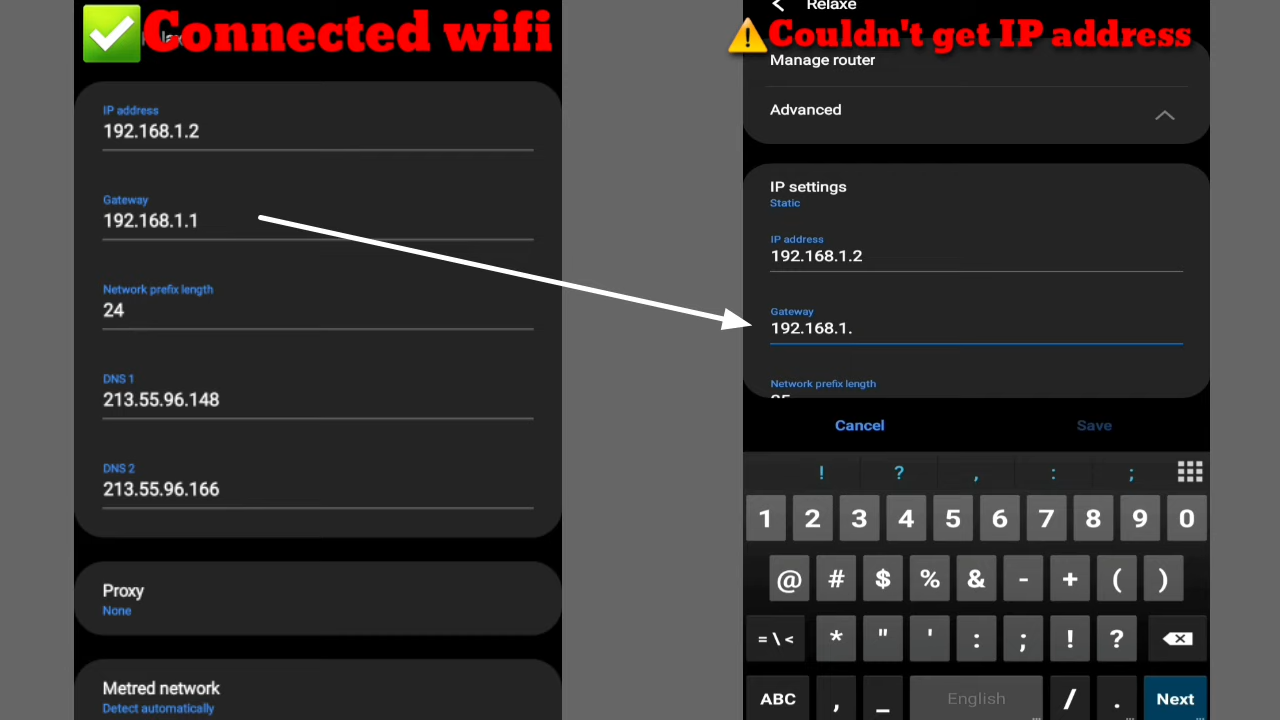 ✅Connected wifi
IP address
192.168.1.2
Gateway
192.168.1.1
Network prefix length
24
DNS 1
213.55.96.148
DNS 2
213.55.96.166
Proxy
None
Metred network
Detect automatically
Relaxe
⚠️Couldn't get IP address
Manage router
Advanced
IP settings
Static
IP address
192.168.1.2
Gateway
192.168.1.
Network prefix length
Cancel Save
! ? , : ;
1 2 3 4 5 6 7 8 9 0
@ # $ % & - + ( )
=\< * " ' : ; ! ?
ABC , _ English / . Next